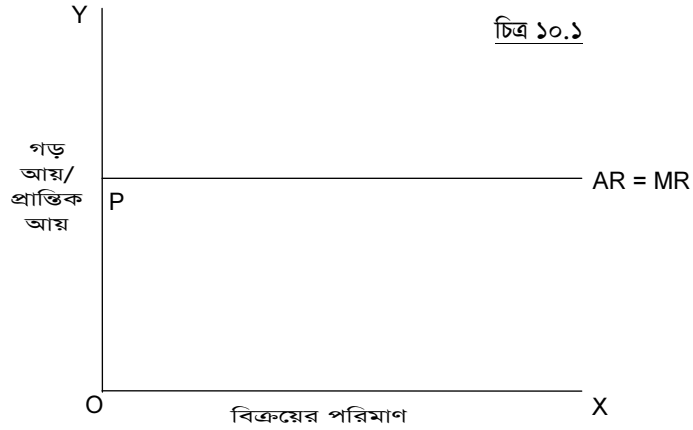 Y
চিত্র ১০.১
গড়
আয়/
প্রান্তিক
আয়
P
AR = MR
O
বিক্রয়ের পরিমাণ
X